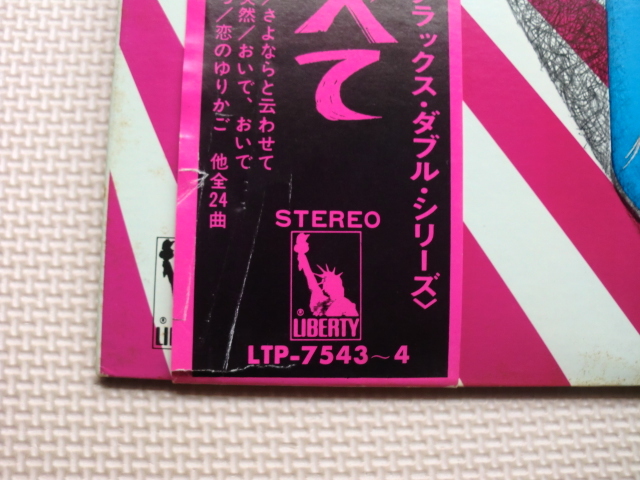 ラックス・ダブル・シリーズ〉
べて
／さよならと云わせて
然／おいで、おいで
／恋のゆりかご 他全24曲
STEREO
® LIBERTY
LTP-7543～4